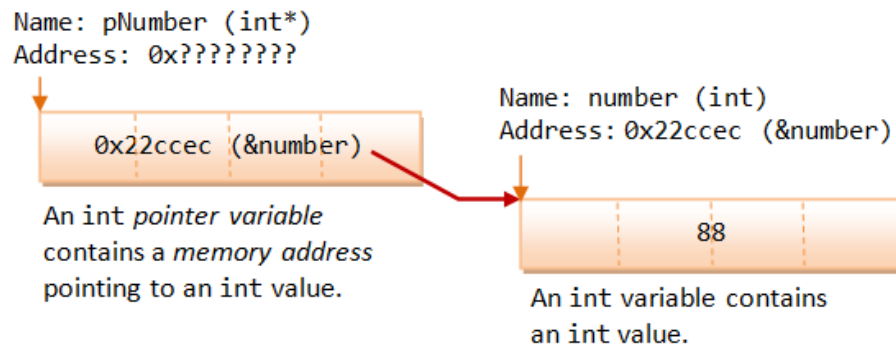 Name: pNumber (int*)
Address: 0x????????
0x22ccec (&number)
An int pointer variable
contains a memory address
pointing to an int value.
Name: number (int)
Address: 0x22ccec (&number)
88
An int variable contains
an int value.